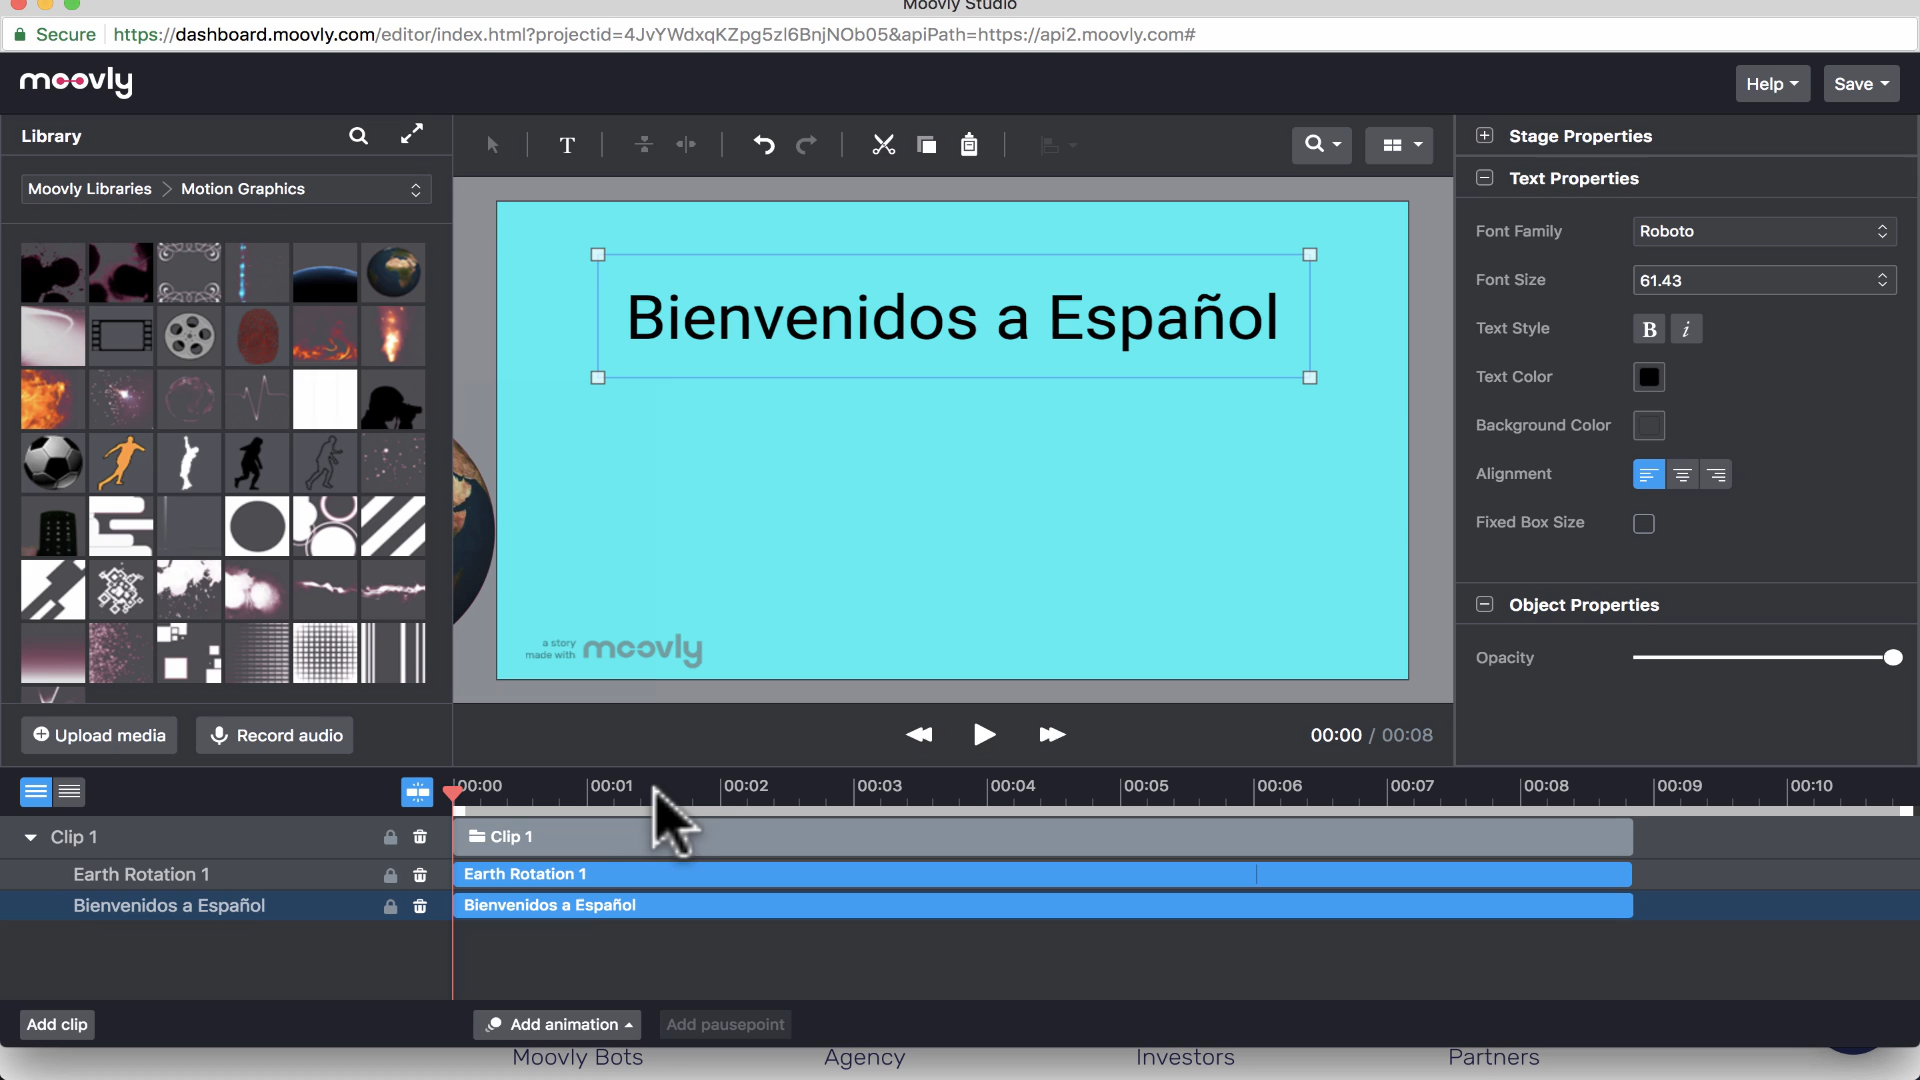 Moovly Studio
Secure https://dashboard.moovly.com/editor/index.html?projectid=4JvYWdxqKZpg5zl6BnjNOb05&apiPath=https://api2.moovly.com#
moovly
Help
Save
Library
T
Stage Properties
Moovly Libraries > Motion Graphics
Text Properties
Font Family Roboto
Font Size 61.43
Text Style B i
Text Color
Background Color
Alignment
Fixed Box Size
Object Properties
Opacity
Bienvenidos a Español
a story
made with moovly
Upload media
Record audio
00:00 / 00:08
00:00 00:01 00:02 00:03 00:04 00:05 00:06 00:07 00:08 00:09 00:10
Clip 1
Clip 1
Earth Rotation 1
Earth Rotation 1
Bienvenidos a Español
Bienvenidos a Español
Add clip
Add animation
Add pausepoint
Moovly Bots
Agency
Investors
Partners